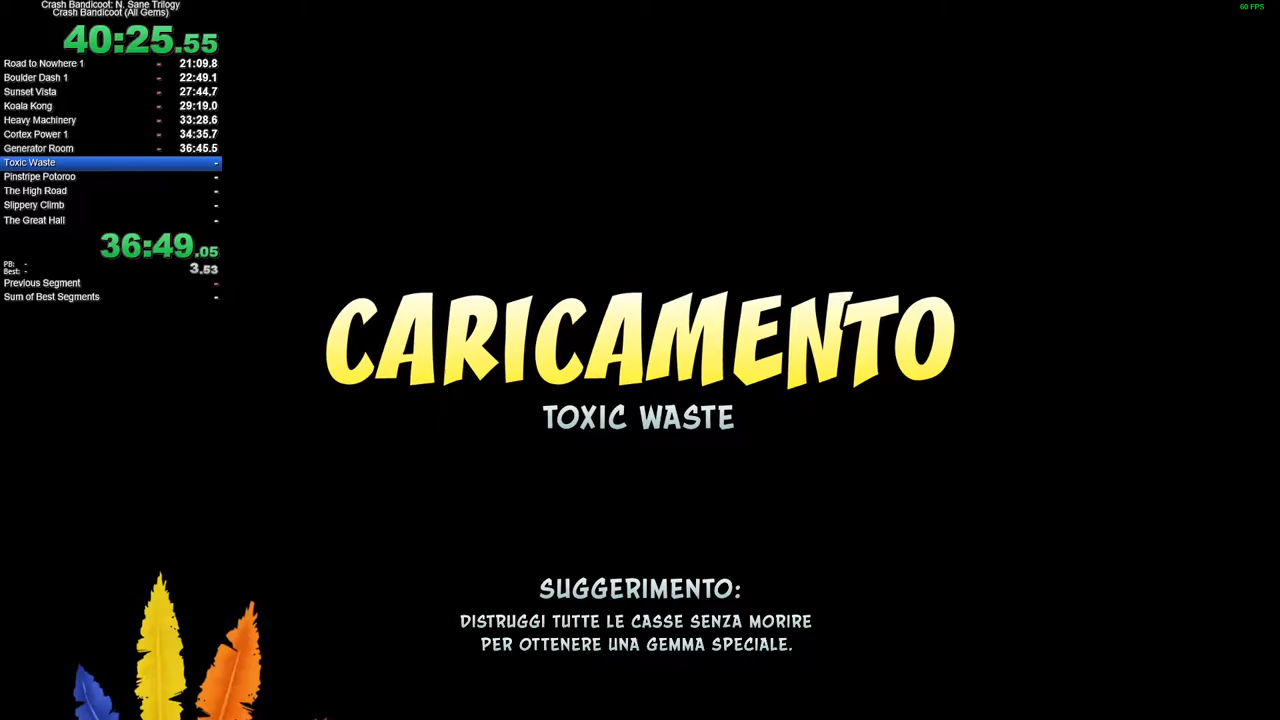 Crash Bandicoot: N. Sane Trilogy
Crash Bandicoot (All Gems)
60 FPS
40:25.55
Road to Nowhere 1 - 21:09.8
Boulder Dash 1 - 22:49.1
Sunset Vista - 27:44.7
Koala Kong - 29:19.0
Heavy Machinery - 33:28.6
Cortex Power 1 - 34:35.7
Generator Room - 36:45.5
Toxic Waste -
Pinstripe Potoroo -
The High Road -
Slippery Climb -
The Great Hall -
36:49.05
PB: -
Best: - 3.53
Previous Segment -
Sum of Best Segments -
CARICAMENTO
TOXIC WASTE
SUGGERIMENTO:
DISTRUGGI TUTTE LE CASSE SENZA MORIRE
PER OTTENERE UNA GEMMA SPECIALE.